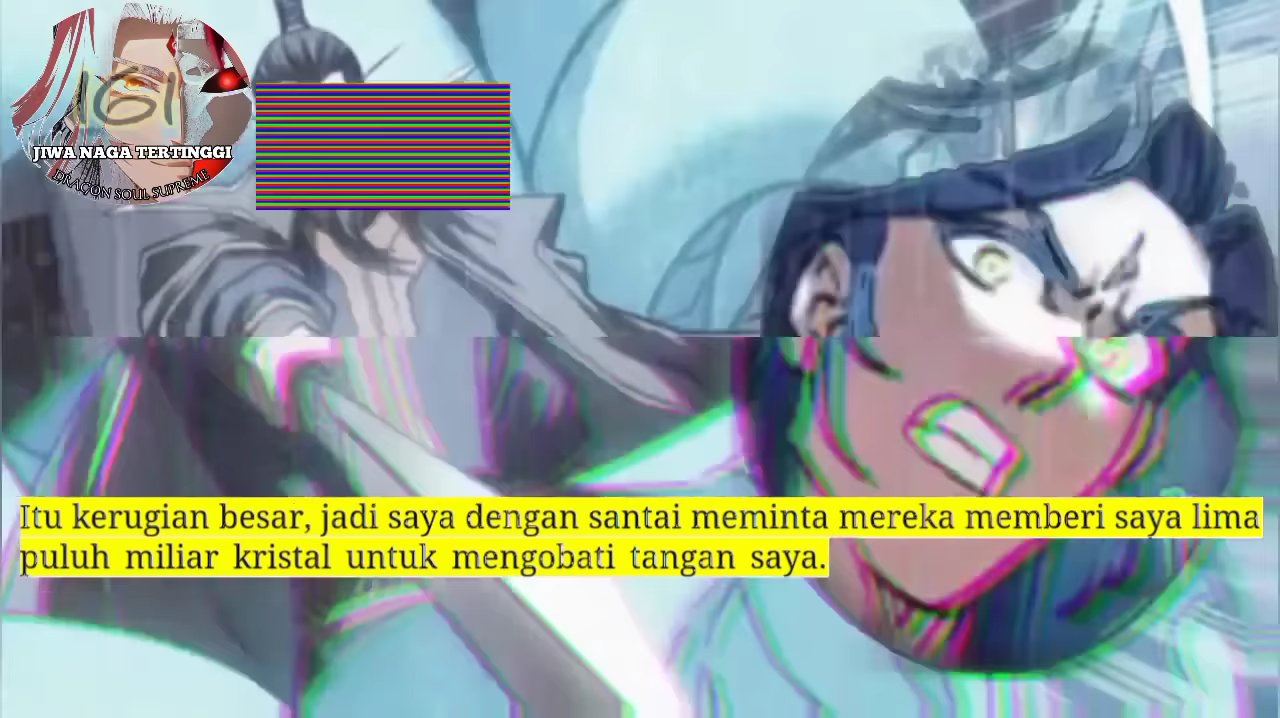 161
JIWA NAGA TERTINGGI
DRAGON SOUL SUPREME
Itu kerugian besar, jadi saya dengan santai meminta mereka memberi saya lima
puluh miliar kristal untuk mengobati tangan saya.